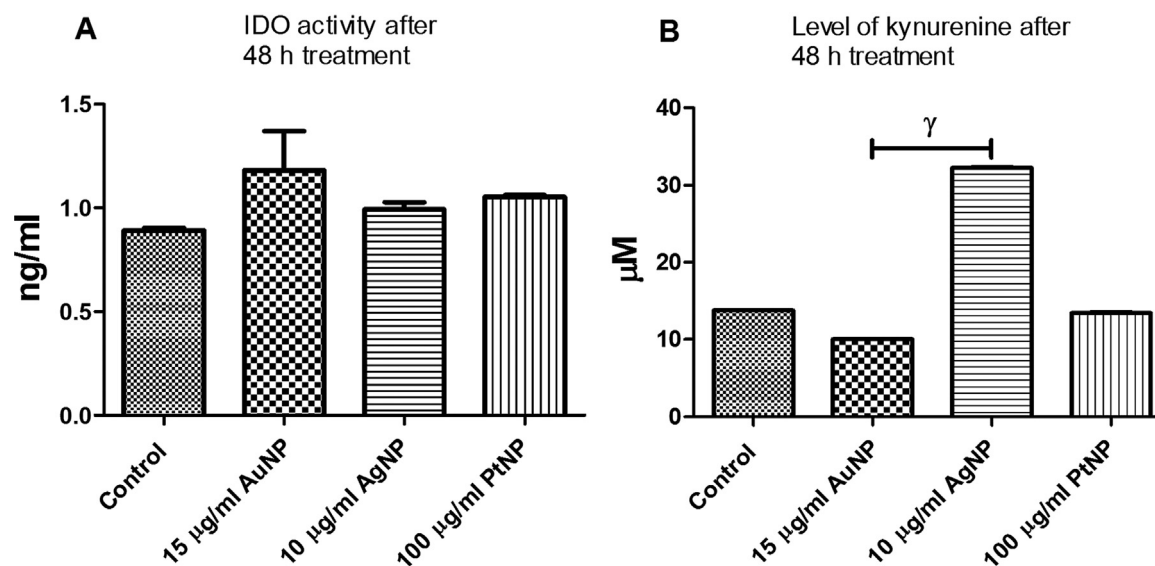 A
IDO activity after
48 h treatment
1.5
1.0
0.5
0.0
ng/ml
Control
15 μg/ml AuNP
10 μg/ml AgNP
100 μg/ml PtNP
B
Level of kynurenine after
48 h treatment
40
30
20
10
0
μM
γ
Control
15 μg/ml AuNP
10 μg/ml AgNP
100 μg/ml PtNP